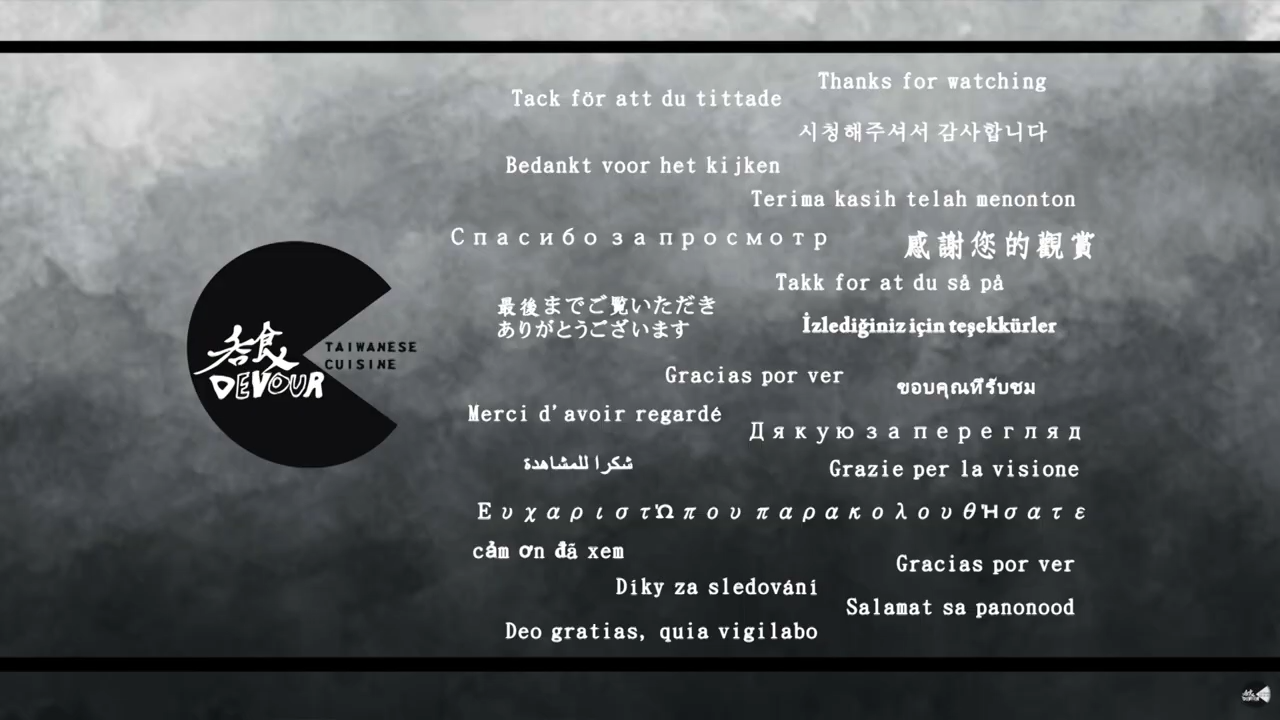 Thanks for watching
Tack för att du tittade
시청해주셔서 감사합니다
Bedankt voor het kijken
Terima kasih telah menonton
Спасибо за просмотр
感謝您的觀賞
Takk for at du så på
最後までご覧いただき
ありがとうございます
İzlediğiniz için teşekkürler
吞食
DEVOUR
TAIWANESE
CUISINE
Gracias por ver
ขอบคุณที่รับชม
Merci d'avoir regardé
Дякую за перегляд
شكرا للمشاهدة
Grazie per la visione
ΕυχαριστΏ που παρακολουθΉσατε
cảm ơn đã xem
Gracias por ver
Díky za sledování
Salamat sa panonood
Deo gratias, quia vigilabo